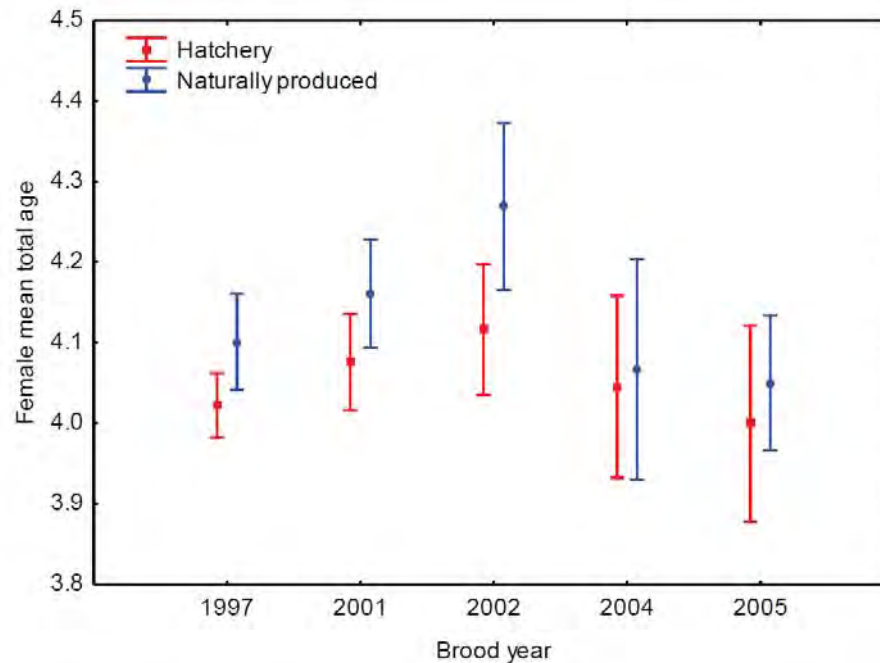 4.5
Hatchery
Naturally produced
4.4
4.3
4.2
4.1
4.0
3.9
3.8
Female mean total age
1997 2001 2002 2004 2005
Brood year